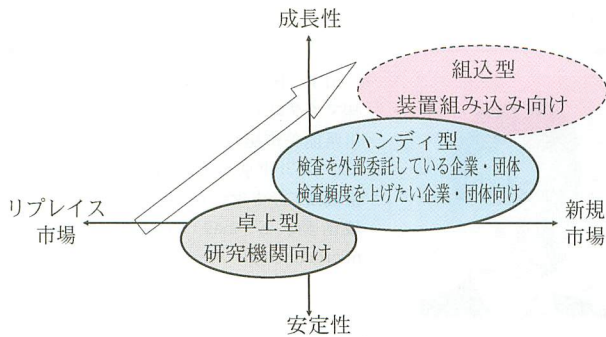 成長性
組込型
装置組み込み向け
ハンディ型
検査を外部委託している企業・団体
検査頻度を上げたい企業・団体向け
リプレイス
市場
新規
市場
卓上型
研究機関向け
安定性